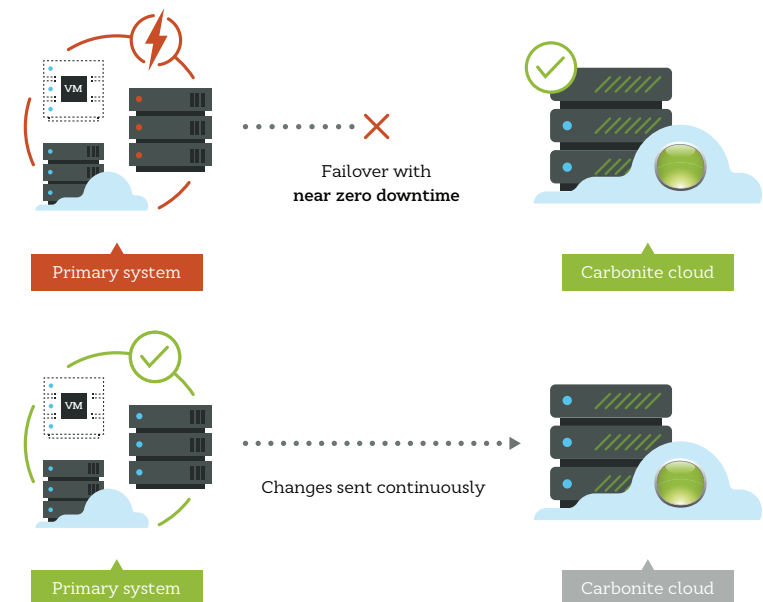 VM
Failover with
near zero downtime
Primary system
Carbonite cloud
VM
Changes sent continuously
Primary system
Carbonite cloud